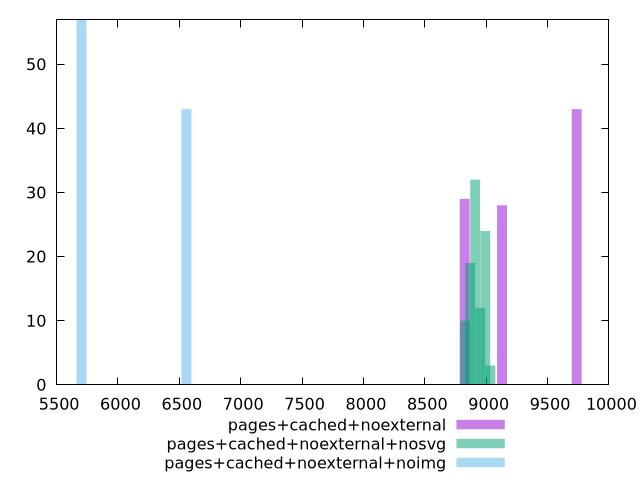 50
40
30
20
10
0
5500 6000 6500 7000 7500 8000 8500 9000 9500 10000
pages+cached+noexternal
pages+cached+noexternal+nosvg
pages+cached+noexternal+noimg